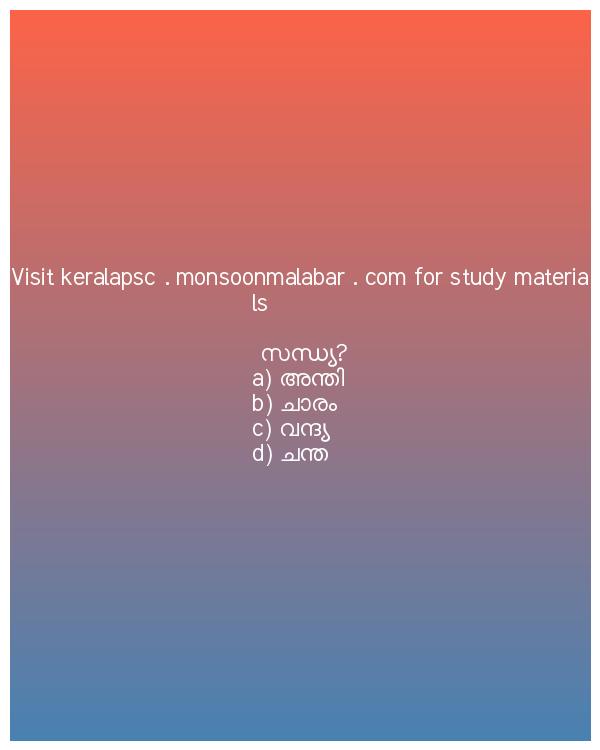 Visit keralapsc . monsoonmalabar . com for study materia
ls
സന്ധ്യ?
a) അന്തി
b) ചാരം
c) വന്ദ്യ
d) ചന്ത